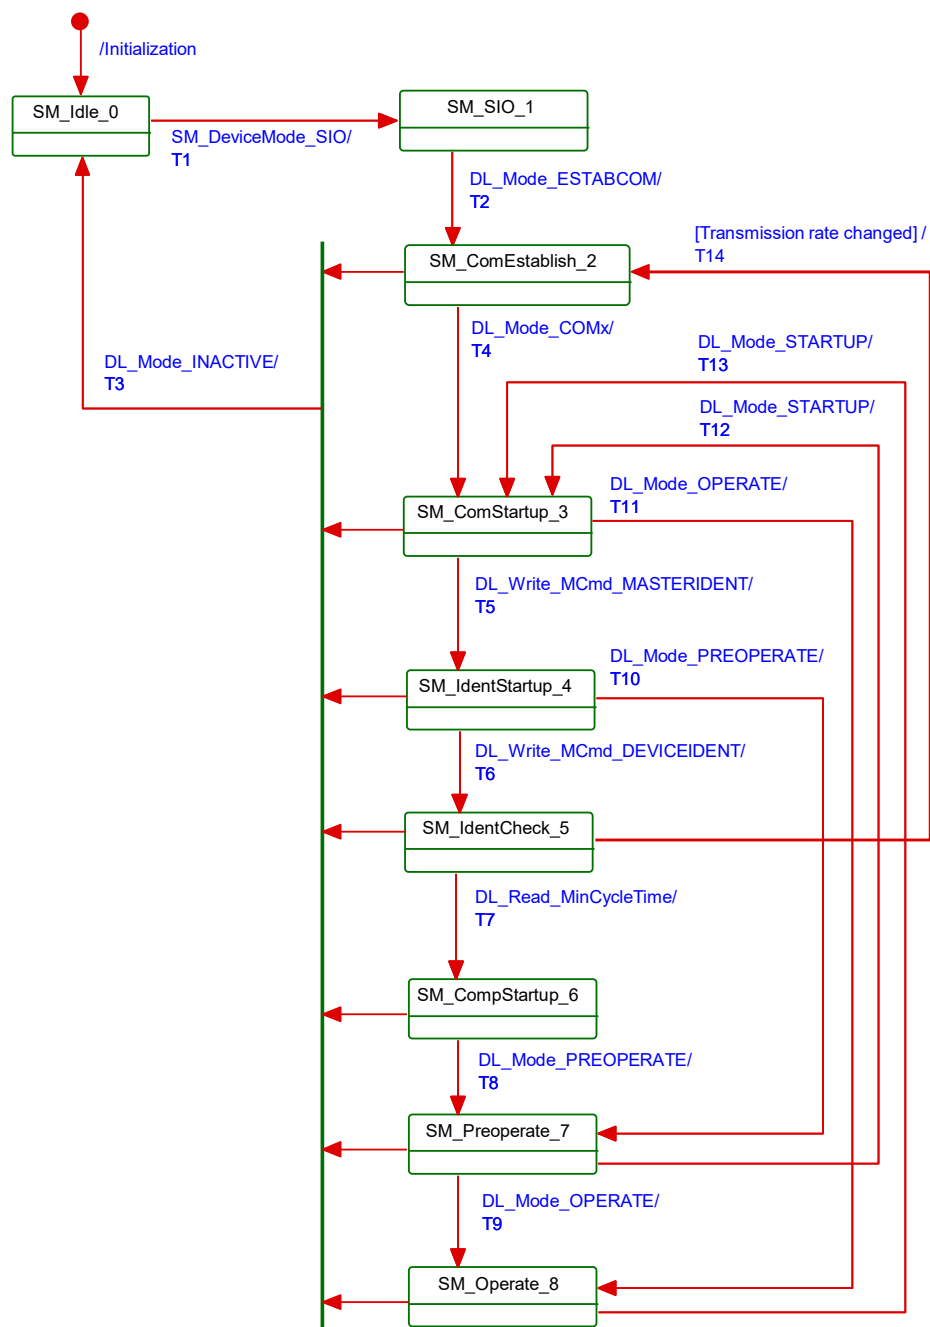 /Initialization
SM_Idle_0
SM_SIO_1
SM_DeviceMode_SIO/
T1
DL_Mode_ESTABCOM/
T2
[Transmission rate changed] /
T14
SM_ComEstablish_2
DL_Mode_COMx/
T4
DL_Mode_STARTUP/
T13
DL_Mode_INACTIVE/
T3
DL_Mode_STARTUP/
T12
DL_Mode_OPERATE/
T11
SM_ComStartup_3
DL_Write_MCmd_MASTERIDENT/
T5
DL_Mode_PREOPERATE/
T10
SM_IdentStartup_4
DL_Write_MCmd_DEVICEIDENT/
T6
SM_IdentCheck_5
DL_Read_MinCycleTime/
T7
SM_CompStartup_6
DL_Mode_PREOPERATE/
T8
SM_Preoperate_7
DL_Mode_OPERATE/
T9
SM_Operate_8